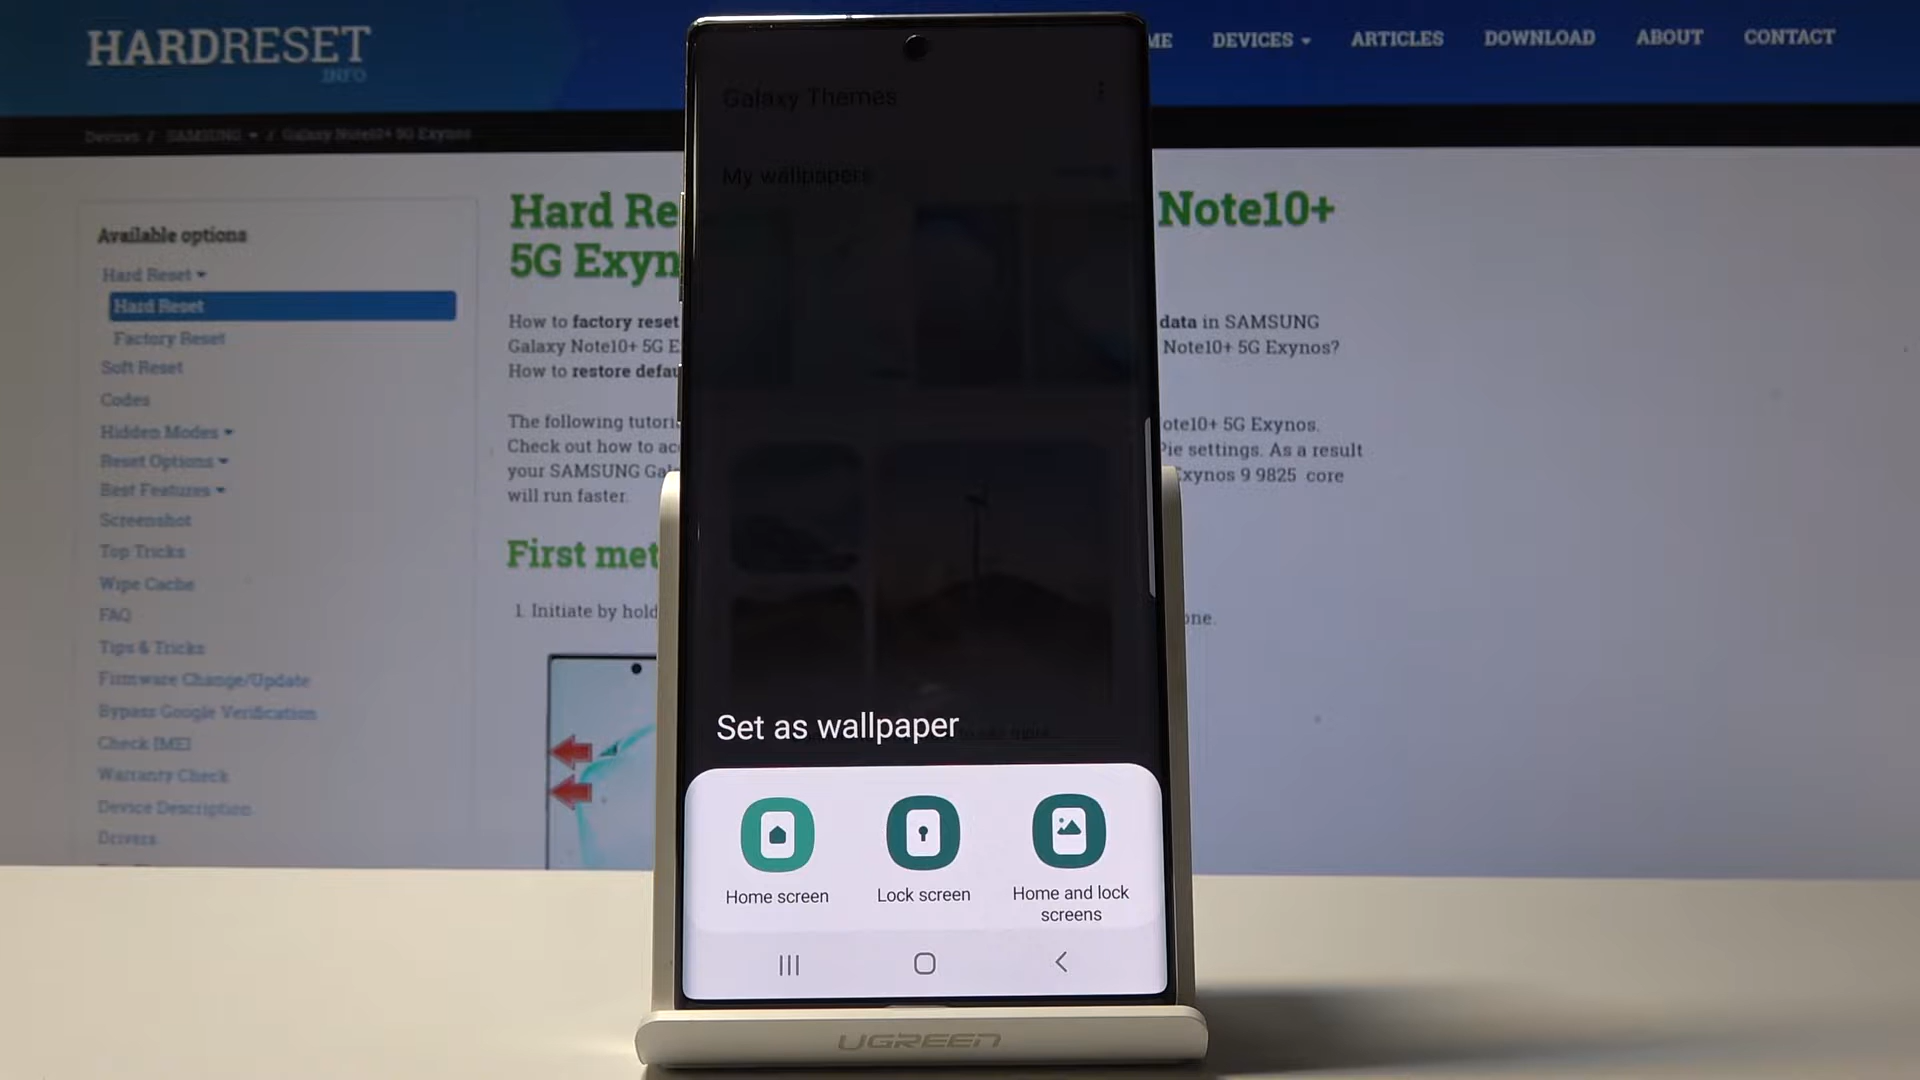 HARDRESET
INFO
ME DEVICES ARTICLES DOWNLOAD ABOUT CONTACT
Devices / SAMSUNG / Galaxy Note10+ 5G Exynos
Available options
Hard Reset
Hard Reset
Factory Reset
Soft Reset
Codes
Hidden Modes
Reset Options
Best Features
Screenshot
Top Tricks
Wipe Cache
FAQ
Tips & Tricks
Firmware Change/Update
Bypass Google Verification
Check IMEI
Warranty Check
Device Description
Drivers
Hard Re Note10+
5G Exyn
How to factory reset data in SAMSUNG
Galaxy Note10+ 5G E Note10+ 5G Exynos?
How to restore defau
The following tutori ote10+ 5G Exynos.
Check out how to ac Pie settings. As a result
your SAMSUNG Gal Exynos 9 9825 core
will run faster.
First met
1. Initiate by hold one.
Galaxy Themes
My wallpapers
Set as wallpaper
Home screen
Lock screen
Home and lock
screens
UGREEN